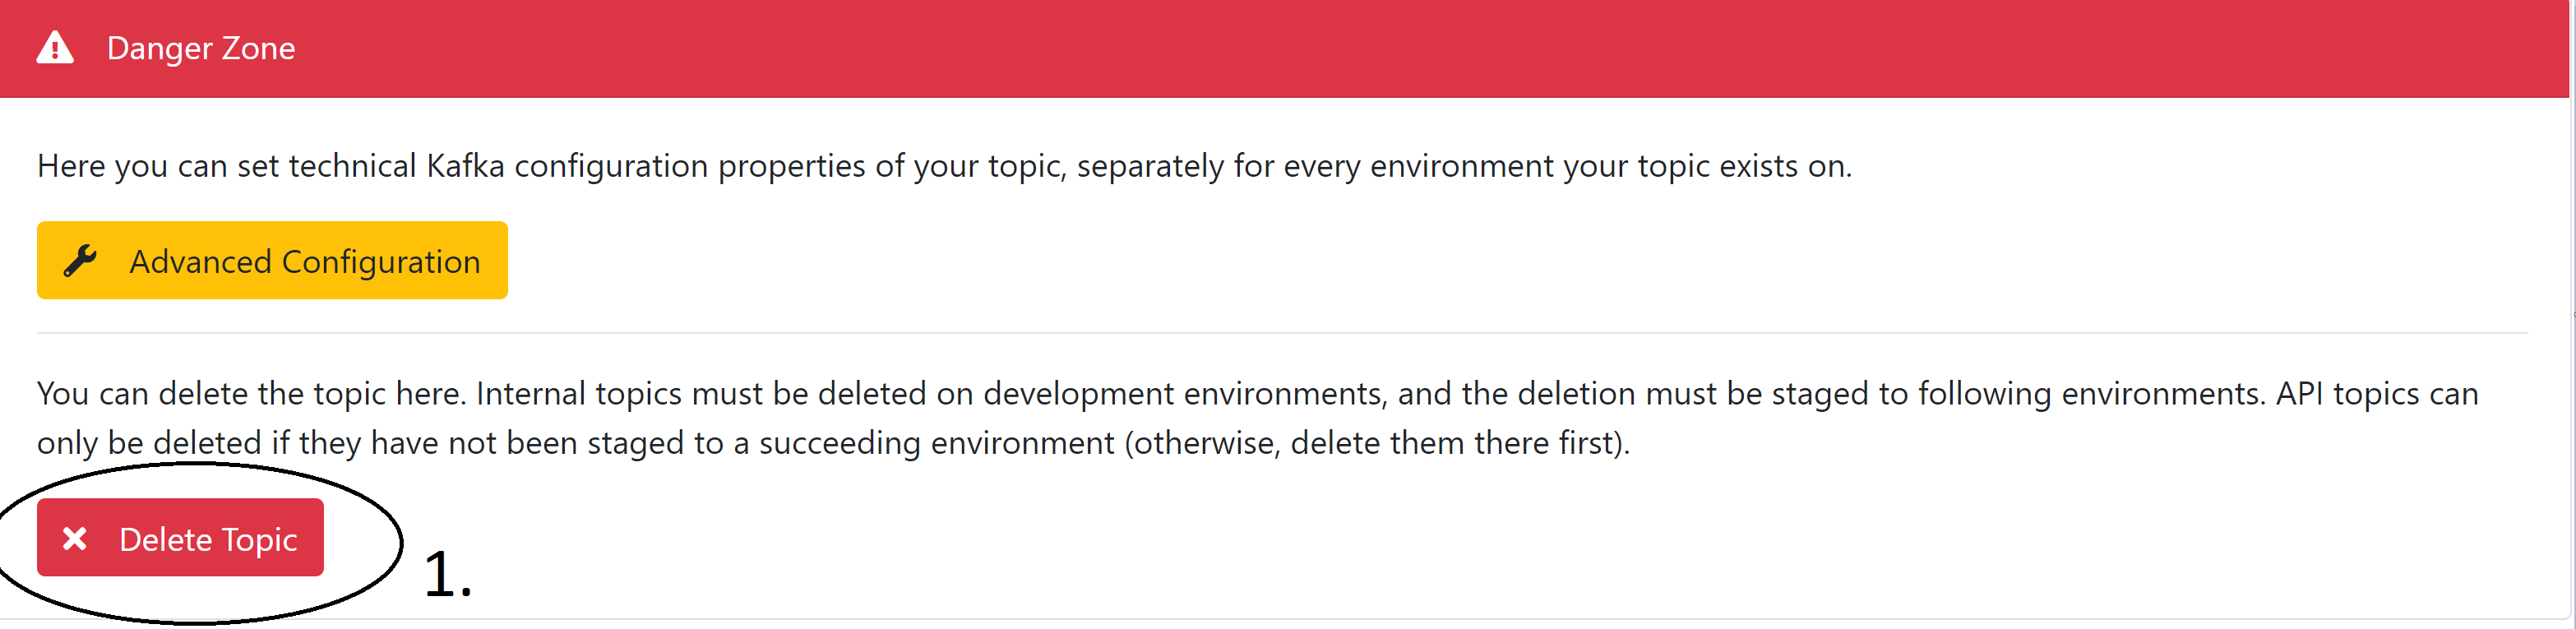 Danger Zone
Here you can set technical Kafka configuration properties of your topic, separately for every environment your topic exists on.
Advanced Configuration
You can delete the topic here. Internal topics must be deleted on development environments, and the deletion must be staged to following environments. API topics can
only be deleted if they have not been staged to a succeeding environment (otherwise, delete them there first).
Delete Topic
1.